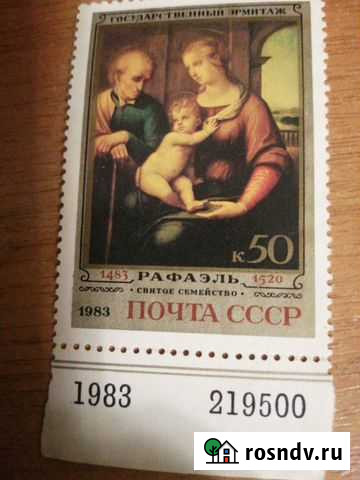 ГОСУДАРСТВЕННЫЙ ЭРМИТАЖ
к 50
1483 РАФАЭЛЬ 1520
СВЯТОЕ СЕМЕЙСТВО
1983 ПОЧТА СССР
1983 219500
rosndv.ru